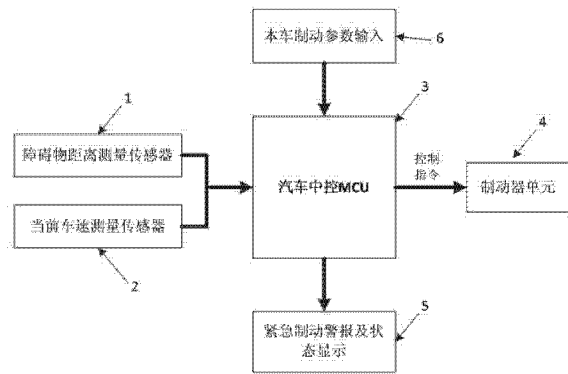 本车制动参数输入
6
1
3
障碍物距离测量传感器
4
控制
指令
汽车中控MCU
制动器单元
当前车速测量传感器
2
5
紧急制动警报及状
态显示